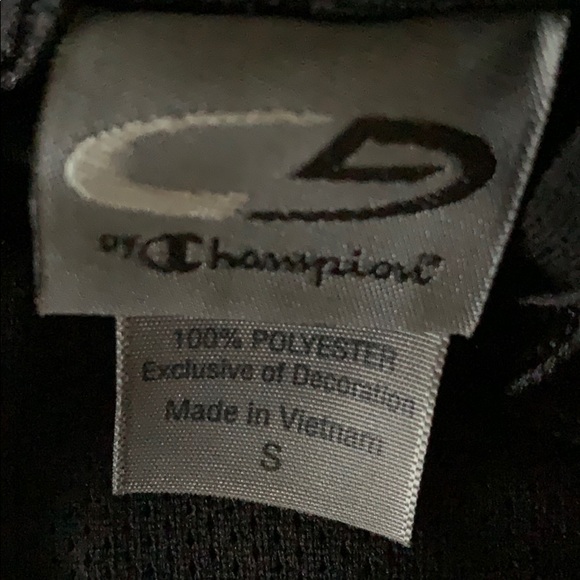 C9
BY Champion
100% POLYESTER
Exclusive of Decoration
Made in Vietnam
S